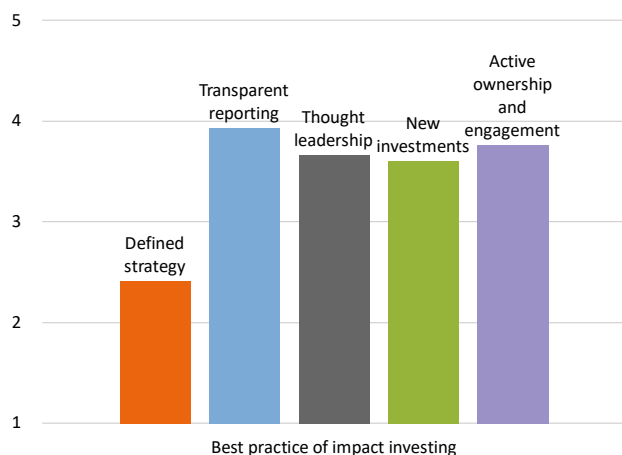 5
4
3
2
1
Defined
strategy
Transparent
reporting
Thought
leadership
New
investments
Active
ownership
and
engagement
Best practice of impact investing